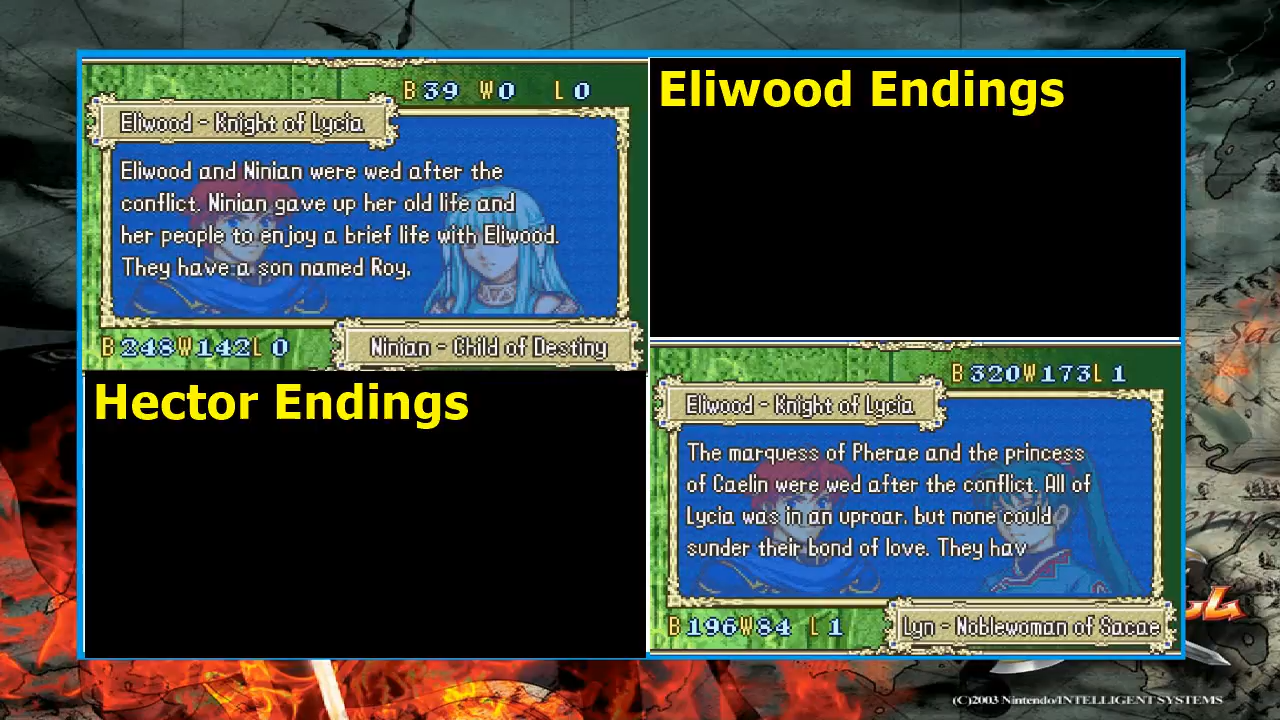 B 39 W 0 L 0
Eliwood - Knight of Lycia
Eliwood and Ninian were wed after the
conflict. Ninian gave up her old life and
her people to enjoy a brief life with Eliwood.
They have a son named Roy.
B 248 W 142 L 0
Ninian - Child of Destiny
Eliwood Endings
Hector Endings
B 320 W 173 L 1
Eliwood - Knight of Lycia
The marquess of Pherae and the princess
of Caelin were wed after the conflict. All of
Lycia was in an uproar, but none could
sunder their bond of love. They hav
B 196 W 84 L 1
Lyn - Noblewoman of Sacae
(C)2003 Nintendo/INTELLIGENT SYSTEMS